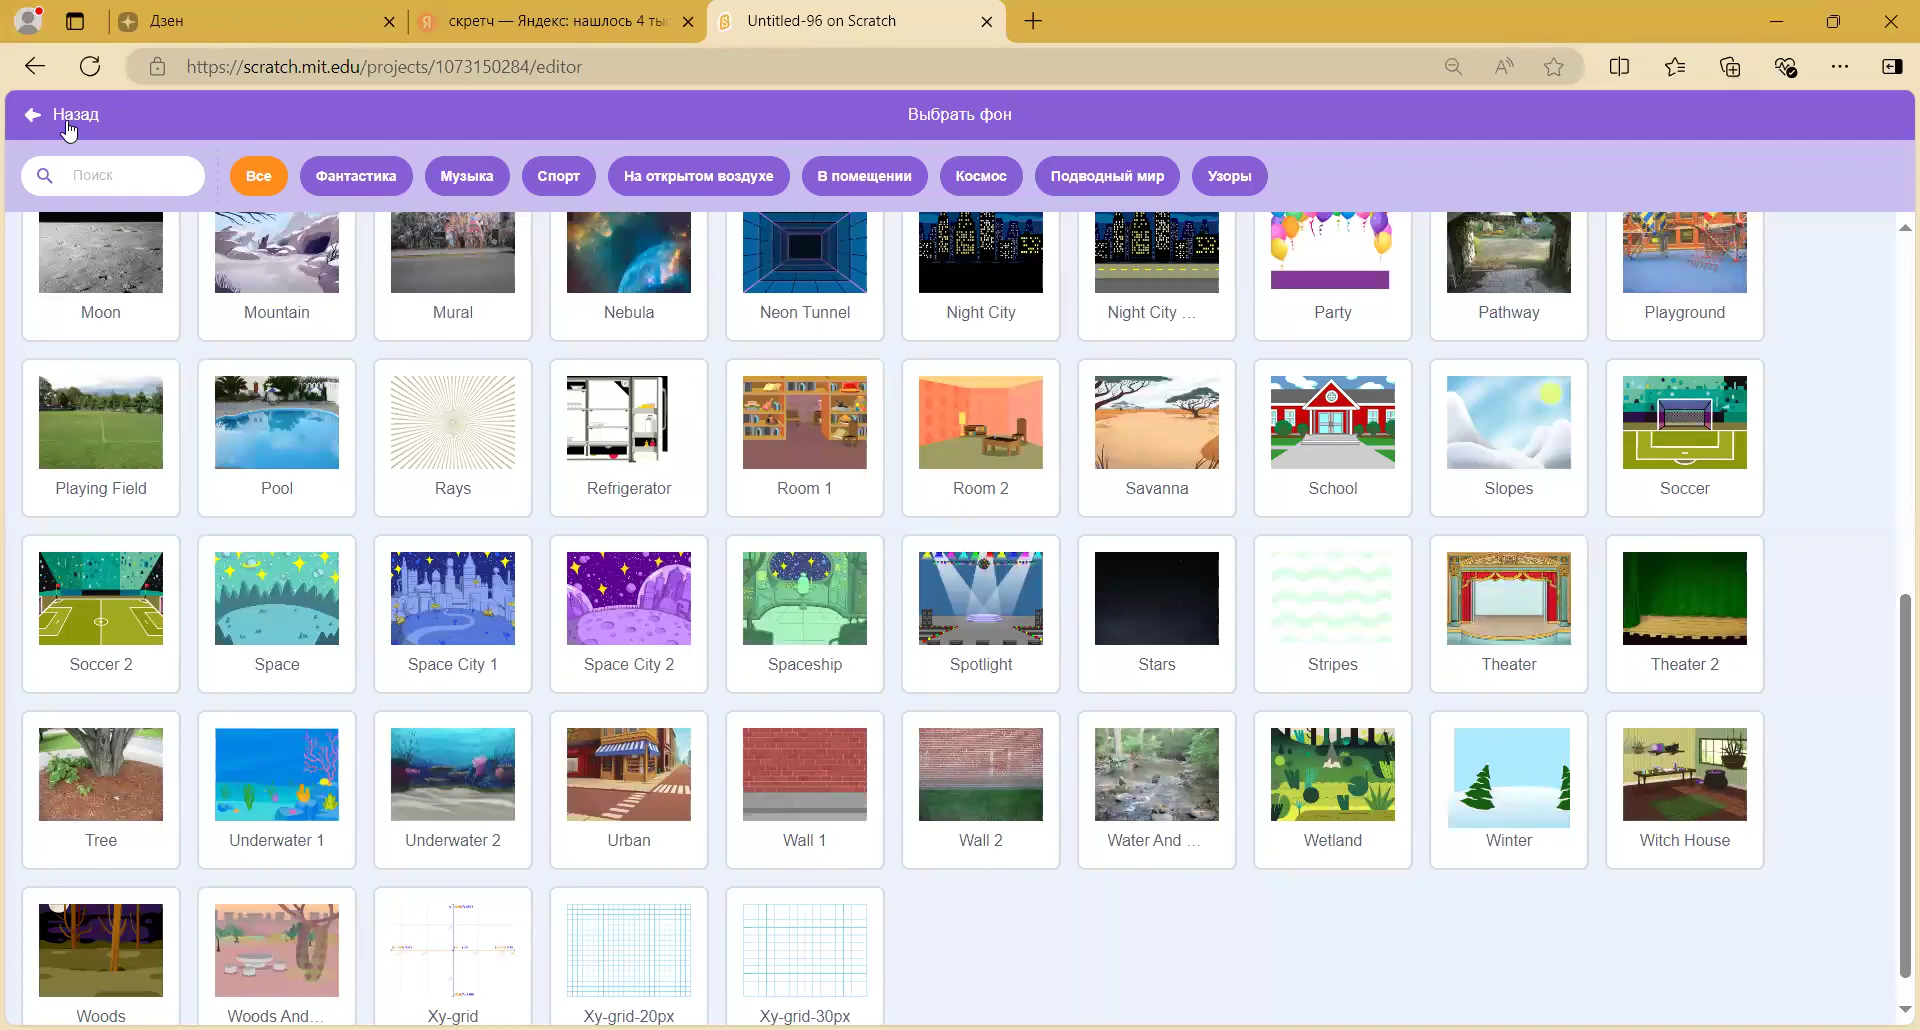 Дзен
скретч — Яндекс: нашлось 4 тыс
Untitled-96 on Scratch
https://scratch.mit.edu/projects/1073150284/editor
Назад
Выбрать фон
Поиск
Все
Фантастика
Музыка
Спорт
На открытом воздухе
В помещении
Космос
Подводный мир
Узоры
Moon
Mountain
Mural
Nebula
Neon Tunnel
Night City
Night City ...
Party
Pathway
Playground
Playing Field
Pool
Rays
Refrigerator
Room 1
Room 2
Savanna
School
Slopes
Soccer
Soccer 2
Space
Space City 1
Space City 2
Spaceship
Spotlight
Stars
Stripes
Theater
Theater 2
Tree
Underwater 1
Underwater 2
Urban
Wall 1
Wall 2
Water And ...
Wetland
Winter
Witch House
Woods
Woods And...
Xy-grid
Xy-grid-20px
Xy-grid-30px